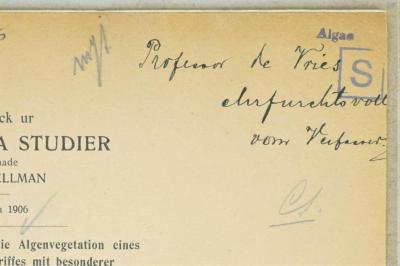 Algae
S
Professor de Vries
ehrfurchtsvoll
vom Verfasser.
ck ur
A STUDIER
nade
ELLMAN
1906
ie Algenvegetation eines
riffes mit besonderer